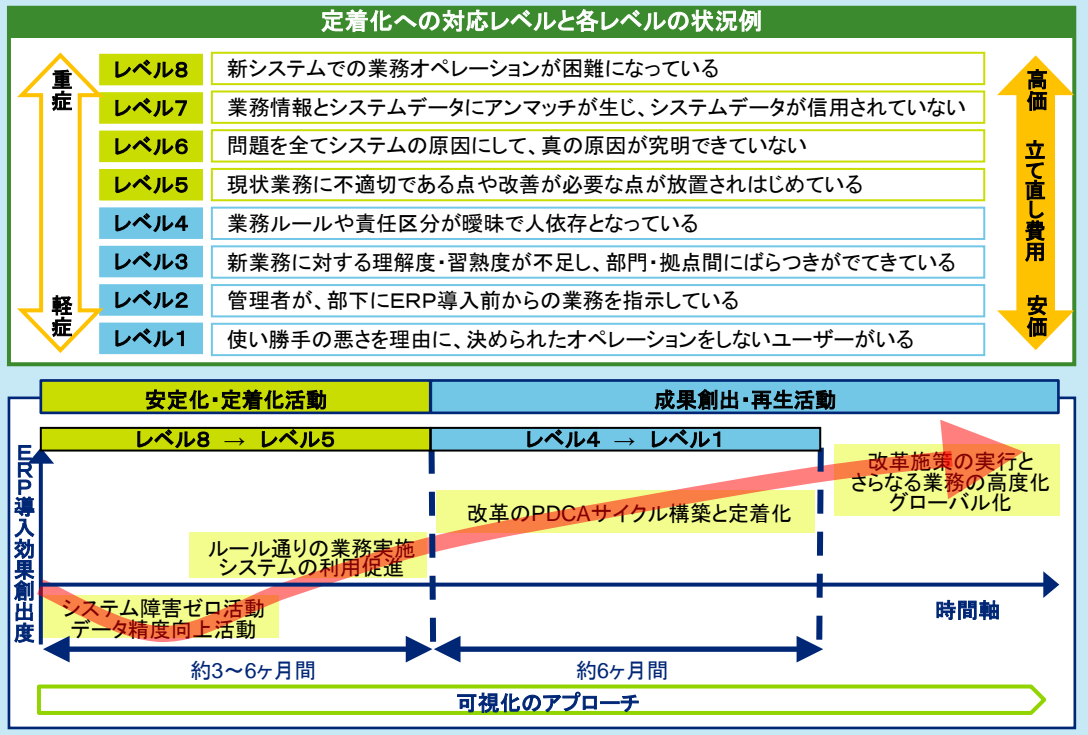 定着化への対応レベルと各レベルの状況例
重症
軽症
レベル8 新システムでの業務オペレーションが困難になっている
レベル7 業務情報とシステムデータにアンマッチが生じ、システムデータが信用されていない
レベル6 問題を全てシステムの原因にして、真の原因が究明できていない
レベル5 現状業務に不適切である点や改善が必要な点が放置されはじめている
レベル4 業務ルールや責任区分が曖昧で人依存となっている
レベル3 新業務に対する理解度・習熟度が不足し、部門・拠点間にばらつきがでてきている
レベル2 管理者が、部下にERP導入前からの業務を指示している
レベル1 使い勝手の悪さを理由に、決められたオペレーションをしないユーザーがいる
高価 立て直し費用 安価
安定化・定着化活動
成果創出・再生活動
レベル8 → レベル5
レベル4 → レベル1
ERP導入効果創出度
改革施策の実行と
さらなる業務の高度化
グローバル化
改革のPDCAサイクル構築と定着化
ルール通りの業務実施
システムの利用促進
システム障害ゼロ活動
データ精度向上活動
時間軸
約3～6ヶ月間
約6ヶ月間
可視化のアプローチ